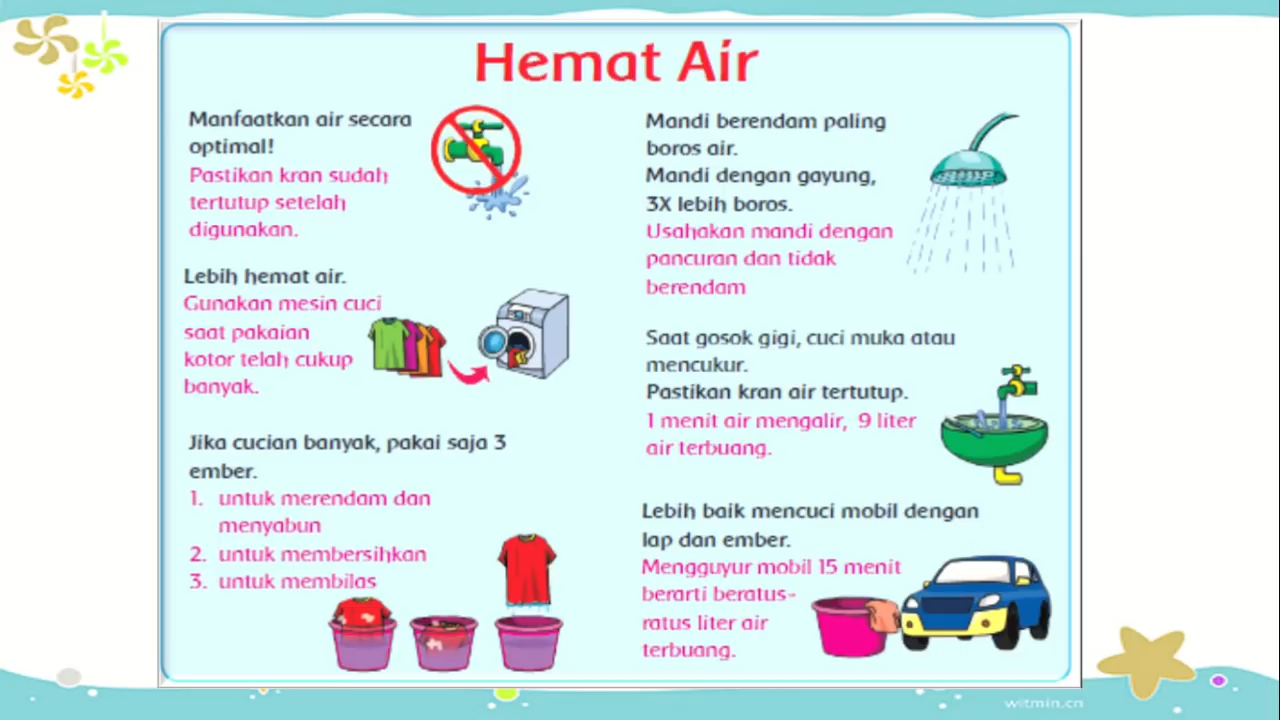 Hemat Air
Manfaatkan air secara
optimal!
Pastikan kran sudah
tertutup setelah
digunakan.
Lebih hemat air.
Gunakan mesin cuci
saat pakaian
kotor telah cukup
banyak.
Jika cucian banyak, pakai saja 3
ember.
1. untuk merendam dan
menyabun
2. untuk membersihkan
3. untuk membilas
Mandi berendam paling
boros air.
Mandi dengan gayung,
3X lebih boros.
Usahakan mandi dengan
pancuran dan tidak
berendam
Saat gosok gigi, cuci muka atau
mencukur.
Pastikan kran air tertutup.
1 menit air mengalir, 9 liter
air terbuang.
Lebih baik mencuci mobil dengan
lap dan ember.
Mengguyur mobil 15 menit
berarti beratus-
ratus liter air
terbuang.
witmin.cn